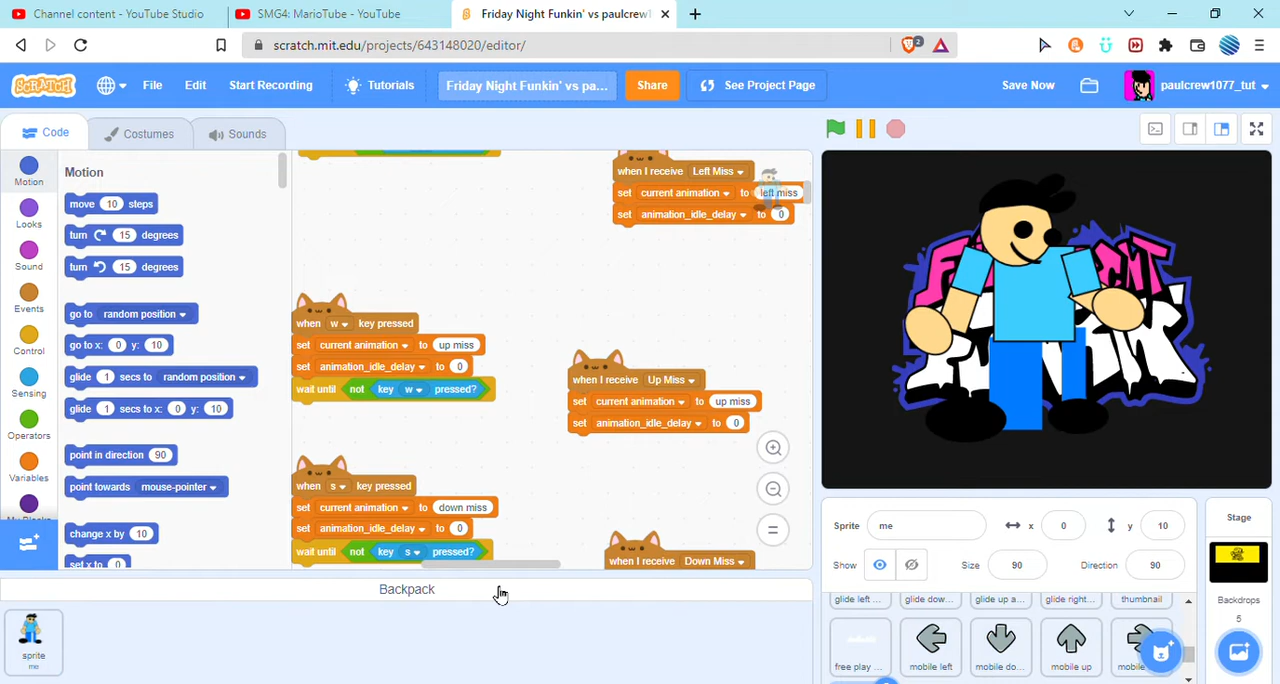 Channel content - YouTube Studio
SMG4: MarioTube - YouTube
Friday Night Funkin' vs paulcrew1
scratch.mit.edu/projects/643148020/editor/
2
SCRATCH
File
Edit
Tutorials
Start Recording
Friday Night Funkin' vs pa...
Share
See Project Page
Save Now
paulcrew1077_tut
Code
Costumes
Sounds
Motion
Looks
Sound
Events
Control
Sensing
Operators
Variables
My Blocks
Motion
move 10 steps
turn 15 degrees
turn 15 degrees
go to random position
go to x: 0 y: 10
glide 1 secs to random position
glide 1 secs to x: 0 y: 10
point in direction 90
point towards mouse-pointer
change x by 10
set x to 0
when I receive Left Miss
set current animation to left miss
set animation_idle_delay to 0
when w key pressed
set current animation to up miss
set animation_idle_delay to 0
wait until not key w pressed?
when I receive Up Miss
set current animation to up miss
set animation_idle_delay to 0
when s key pressed
set current animation to down miss
set animation_idle_delay to 0
wait until not key s pressed?
when I receive Down Miss
Backpack
sprite
me
Sprite me x 0 y 10
Show Size 90 Direction 90
glide left ...
glide dow...
glide up a...
glide right...
thumbnail
free play ...
mobile left
mobile do...
mobile up
mobile
Stage
Backdrops
5